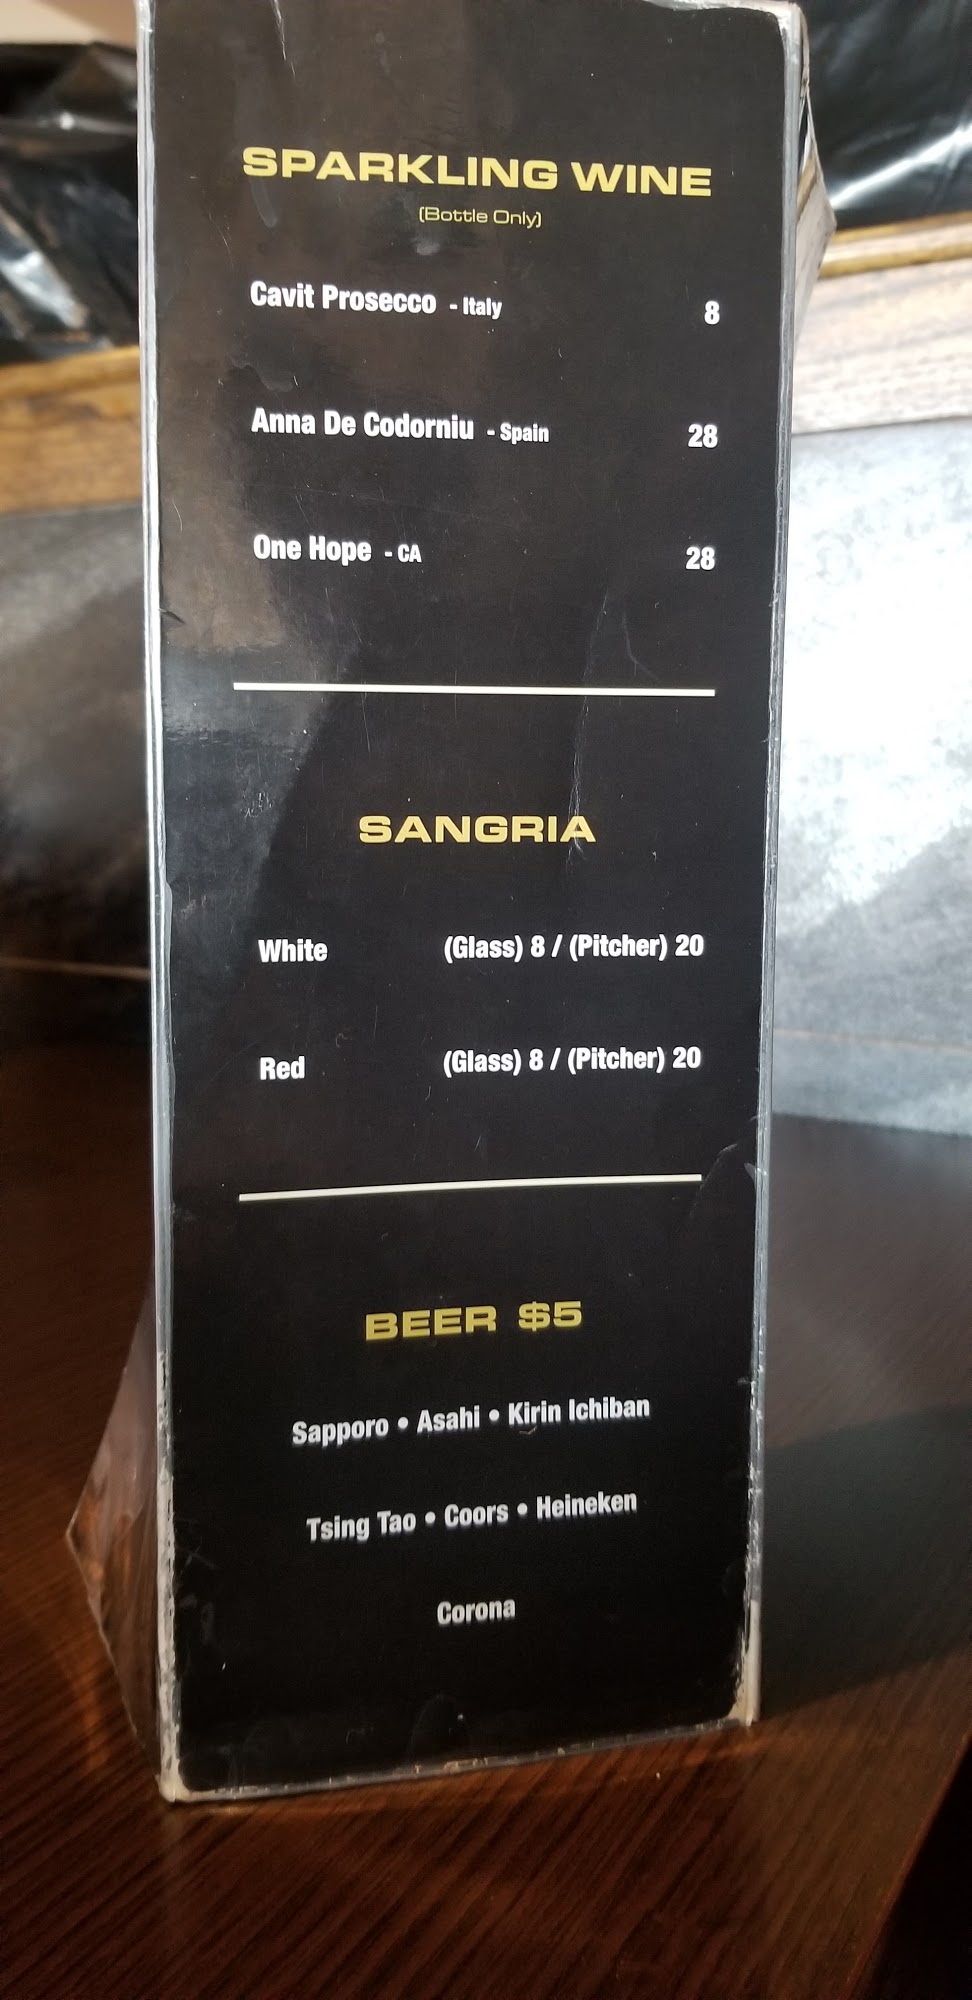 SPARKLING WINE
(Bottle Only)
Cavit Prosecco - Italy 8
Anna De Codorniu - Spain 28
One Hope - CA 28
SANGRIA
White (Glass) 8 / (Pitcher) 20
Red (Glass) 8 / (Pitcher) 20
BEER $5
Sapporo • Asahi • Kirin Ichiban
Tsing Tao • Coors • Heineken
Corona